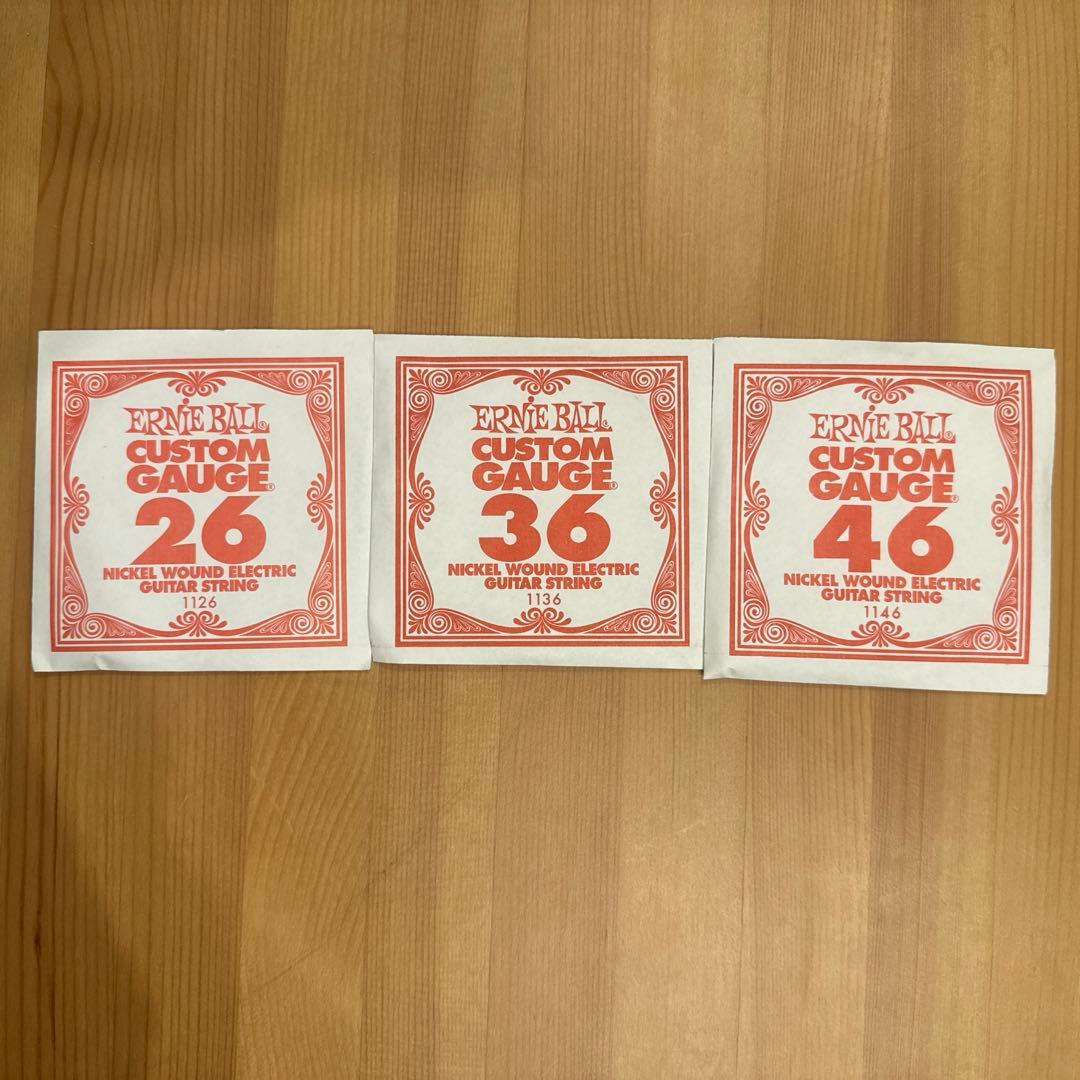 ERNIE BALL®
CUSTOM
GAUGE®
26
NICKEL WOUND ELECTRIC
GUITAR STRING
1126
ERNIE BALL®
CUSTOM
GAUGE®
36
NICKEL WOUND ELECTRIC
GUITAR STRING
1136
ERNIE BALL®
CUSTOM
GAUGE®
46
NICKEL WOUND ELECTRIC
GUITAR STRING
1146